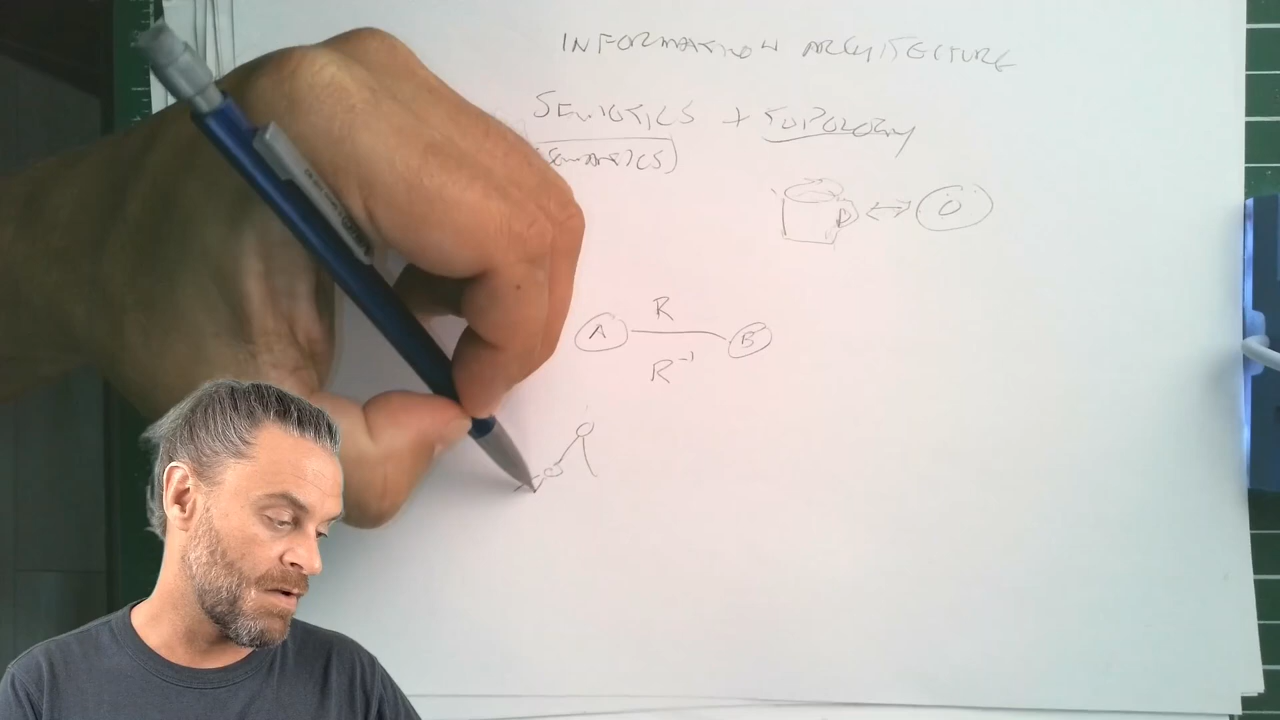 INFORMATION ARCHITECTURE
SEMIOTICS + TOPOLOGY
(SEMANTICS)
R
A B
R⁻¹